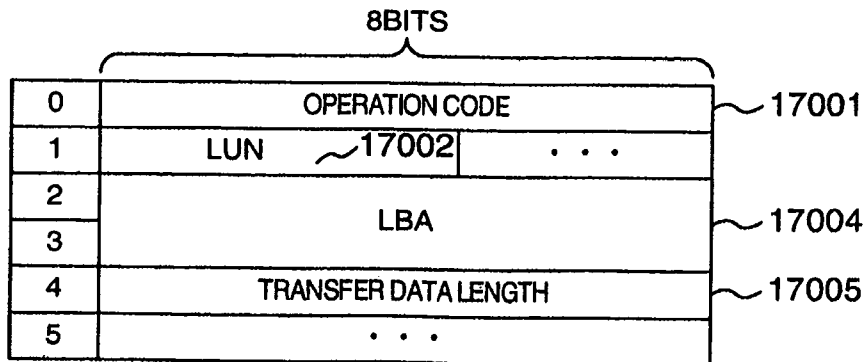 8BITS
0 OPERATION CODE 17001
1 LUN 17002 . . .
2
LBA 17004
3
4 TRANSFER DATA LENGTH 17005
5 . . .